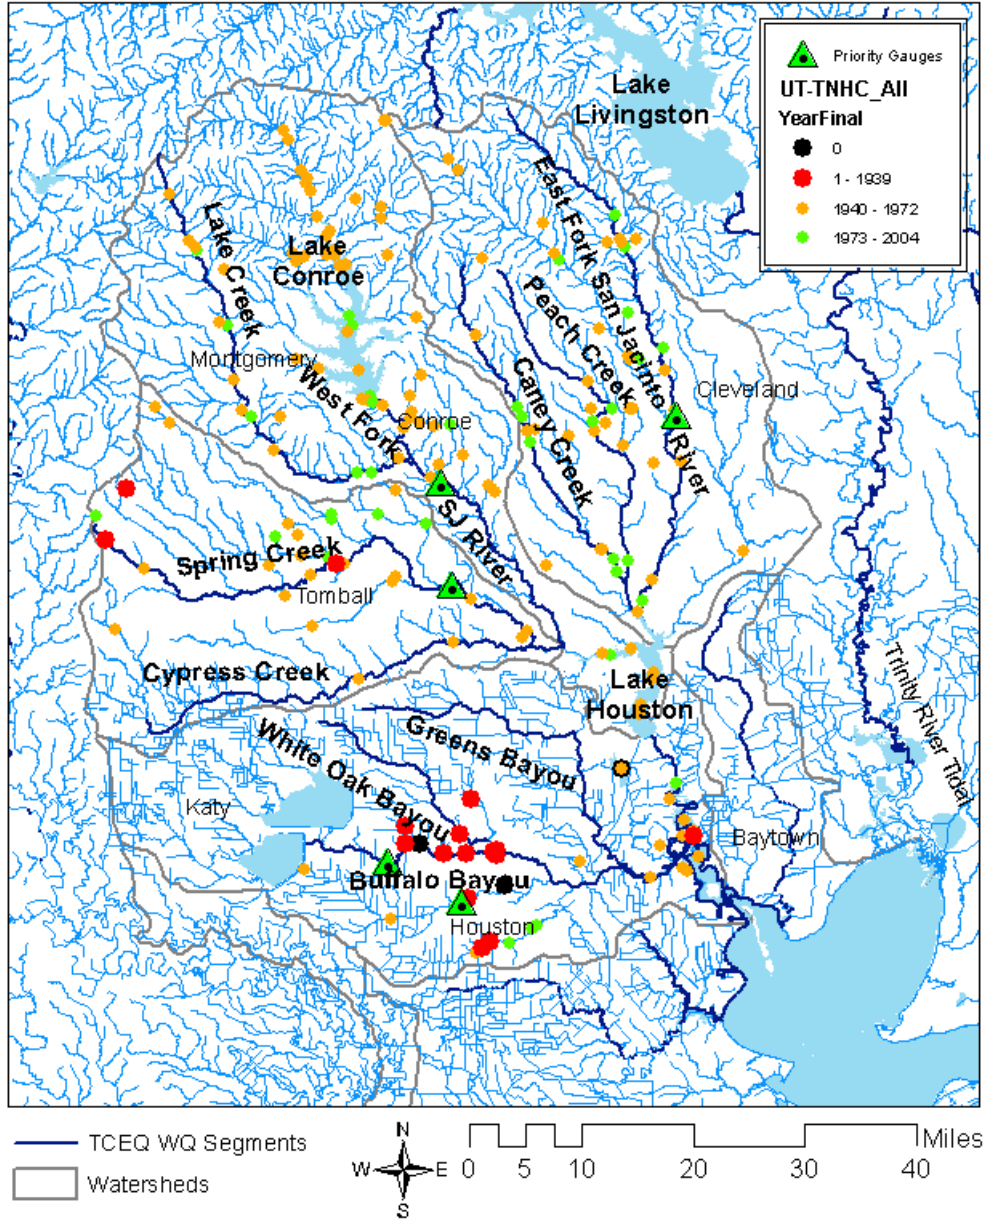 Lake
Livingston
Priority Gauges
UT-TNHC_All
YearFinal
0
1 - 1939
1940 - 1972
1973 - 2004
East Fork San Jacinto
River
Lake Creek
Lake
Conroe
Peach Creek
Montgomery
West Fork
SJ River
Caney Creek
Cleveland
Conroe
Spring Creek
Tomball
Cypress Creek
Lake
Houston
Trinity River Tidal
Greens Bayou
White Oak Bayou
Katy
Baytown
Buffalo Bayou
Houston
TCEQ WQ Segments
Watersheds
N
W
E
S
Miles
0 5 10 20 30 40